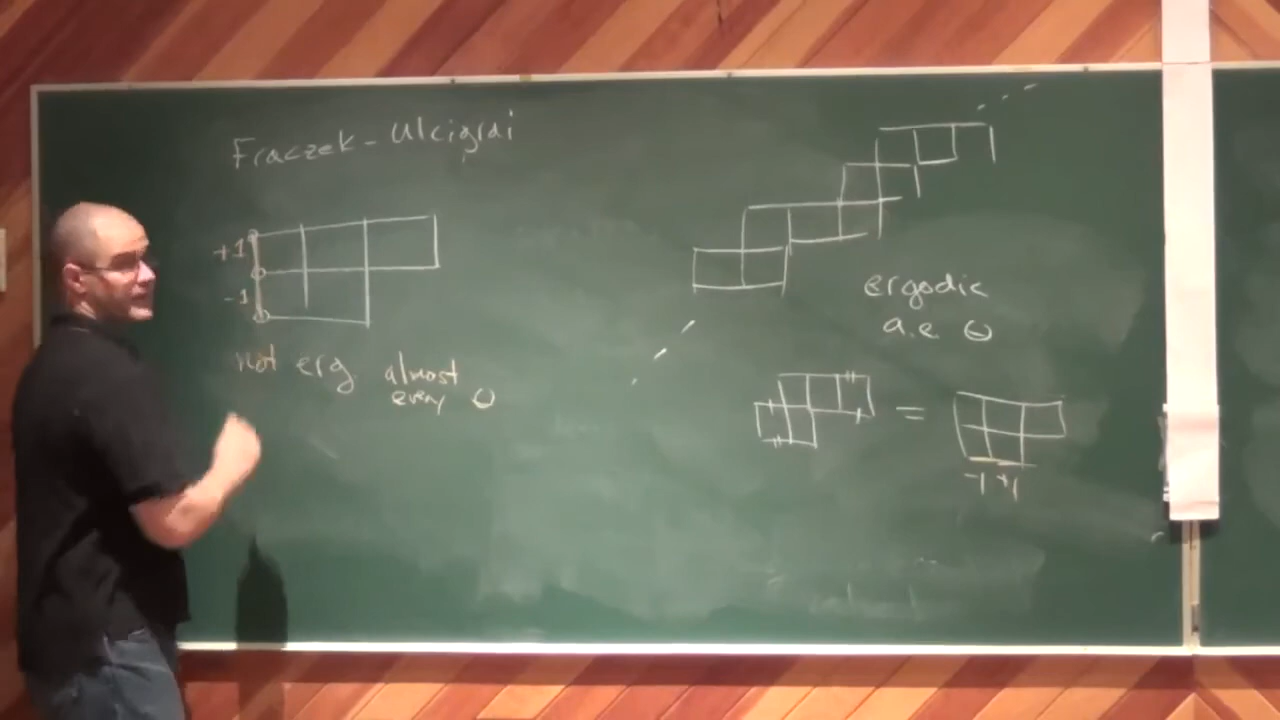 Fraczek - Ulcigrai
+1
-1
not erg almost
every Θ
ergodic
a.e. Θ
=
-1 +1